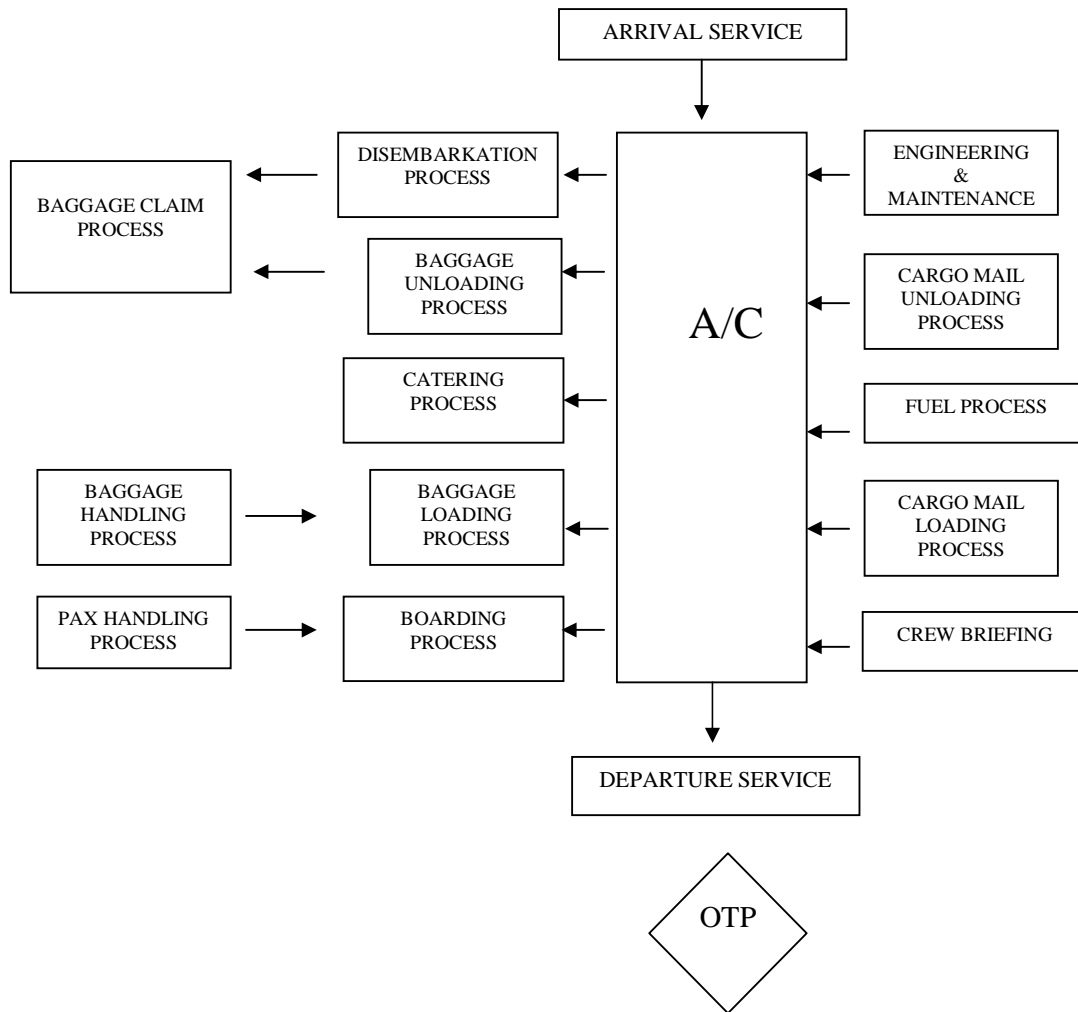 ARRIVAL SERVICE
DISEMBARKATION
PROCESS
ENGINEERING
&
MAINTENANCE
BAGGAGE CLAIM
PROCESS
BAGGAGE
UNLOADING
PROCESS
A/C
CARGO MAIL
UNLOADING
PROCESS
CATERING
PROCESS
FUEL PROCESS
BAGGAGE
HANDLING
PROCESS
BAGGAGE
LOADING
PROCESS
CARGO MAIL
LOADING
PROCESS
PAX HANDLING
PROCESS
BOARDING
PROCESS
CREW BRIEFING
DEPARTURE SERVICE
OTP